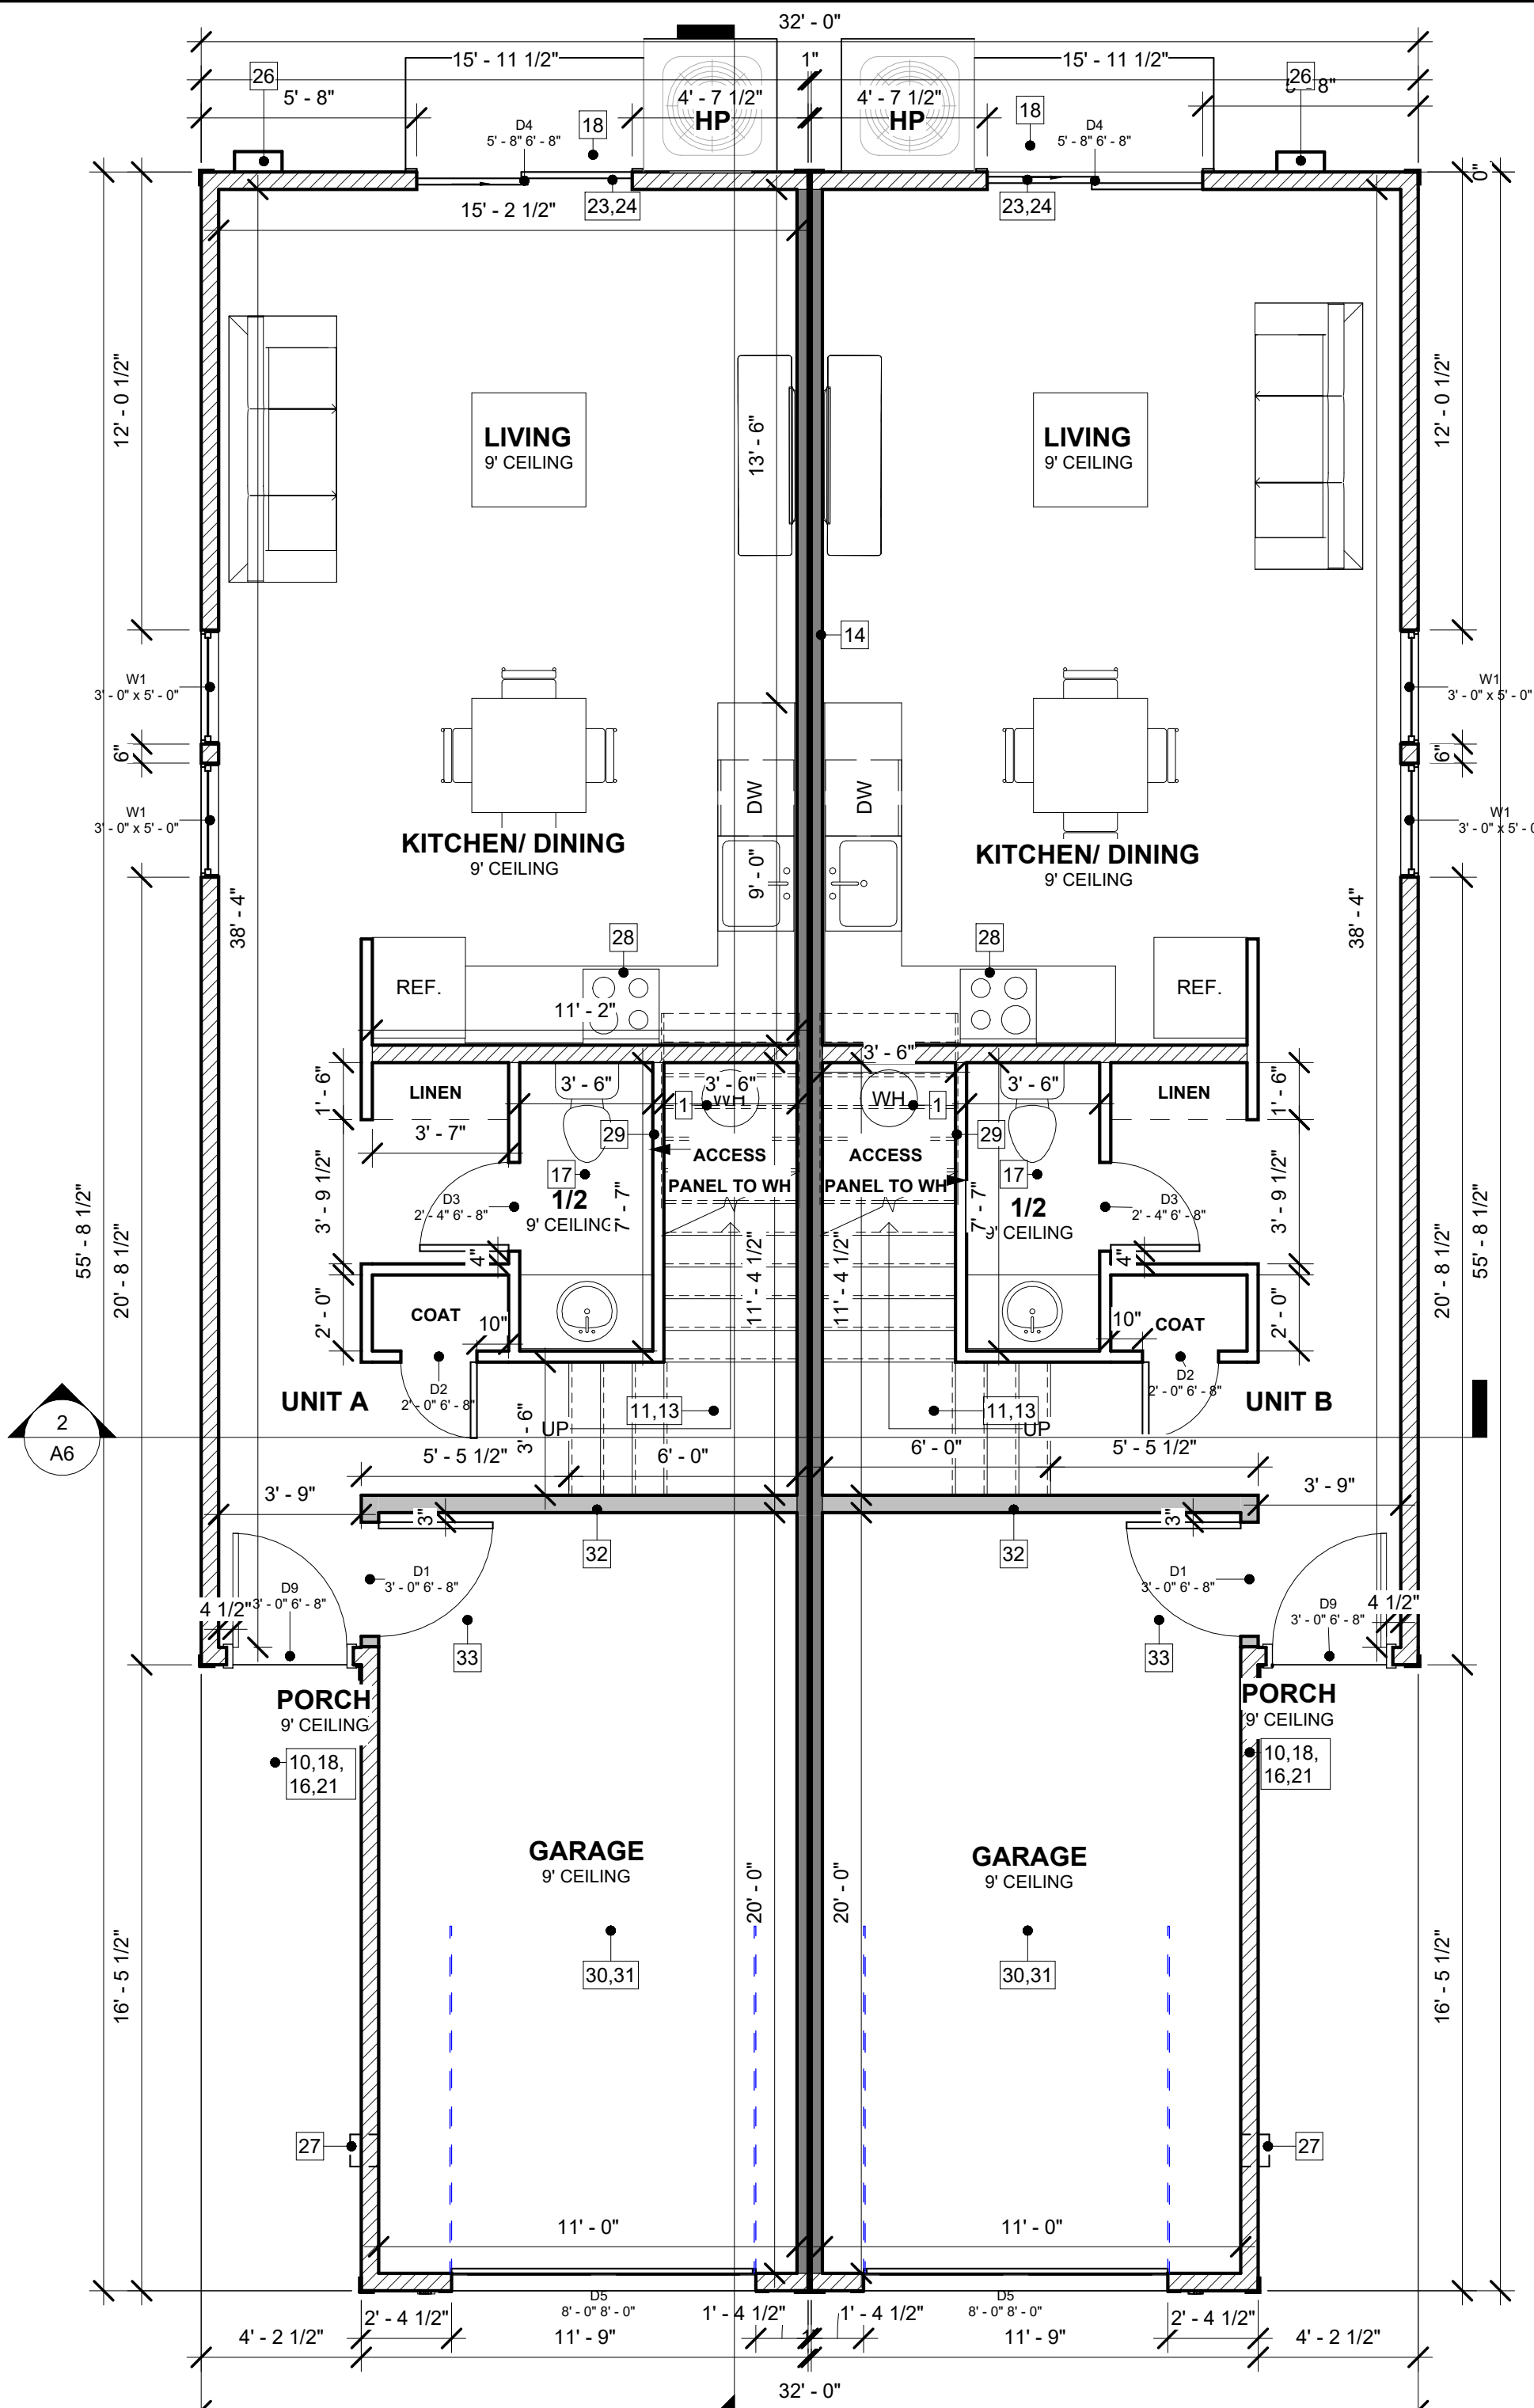 32' - 0"
15' - 11 1/2"
1"
15' - 11 1/2"
26
26
5' - 8"
4' - 7 1/2"
4' - 7 1/2"
HP
HP
D4
5' - 8" 6' - 8"
18
18
D4
5' - 8" 6' - 8"
0"
15' - 2 1/2"
23,24
23,24
12' - 0 1/2"
12' - 0 1/2"
LIVING
9' CEILING
LIVING
9' CEILING
13' - 6"
14
W1
3' - 0" x 5' - 0"
W1
3' - 0" x 5' - 0"
6"
6"
W1
3' - 0" x 5' - 0"
W1
3' - 0" x 5' - 0"
DW
DW
KITCHEN/ DINING
9' CEILING
KITCHEN/ DINING
9' CEILING
9' - 0"
38' - 4"
38' - 4"
28
28
REF.
REF.
11' - 2"
3' - 6"
LINEN
3' - 6"
3' - 6"
3' - 6"
LINEN
1' - 6"
1' - 6"
1
WH
WH
1
3' - 7"
29
29
ACCESS
PANEL TO WH
ACCESS
PANEL TO WH
17
17
1/2
9' CEILING
1/2
9' CEILING
7' - 7"
7' - 7"
D3
2' - 4" 6' - 8"
D3
2' - 4" 6' - 8"
3' - 9 1/2"
3' - 9 1/2"
55' - 8 1/2"
20' - 8 1/2"
20' - 8 1/2"
55' - 8 1/2"
4"
4"
11' - 4 1/2"
11' - 4 1/2"
2' - 0"
2' - 0"
COAT
10"
10"
COAT
D2
2' - 0" 6' - 8"
D2
2' - 0" 6' - 8"
UNIT A
UNIT B
2
A6
3' - 6"
UP
11,13
11,13
UP
5' - 5 1/2"
6' - 0"
6' - 0"
5' - 5 1/2"
3' - 9"
3' - 9"
3"
3"
32
32
D1
3' - 0" 6' - 8"
D1
3' - 0" 6' - 8"
D9
3' - 0" 6' - 8"
D9
3' - 0" 6' - 8"
4 1/2"
4 1/2"
33
33
PORCH
9' CEILING
PORCH
9' CEILING
10,18,
16,21
10,18,
16,21
GARAGE
9' CEILING
GARAGE
9' CEILING
20' - 0"
20' - 0"
30,31
30,31
16' - 5 1/2"
16' - 5 1/2"
27
27
11' - 0"
11' - 0"
D5
8' - 0" 8' - 0"
D5
8' - 0" 8' - 0"
2' - 4 1/2"
1' - 4 1/2"
1' - 4 1/2"
2' - 4 1/2"
4' - 2 1/2"
11' - 9"
11' - 9"
4' - 2 1/2"
32' - 0"